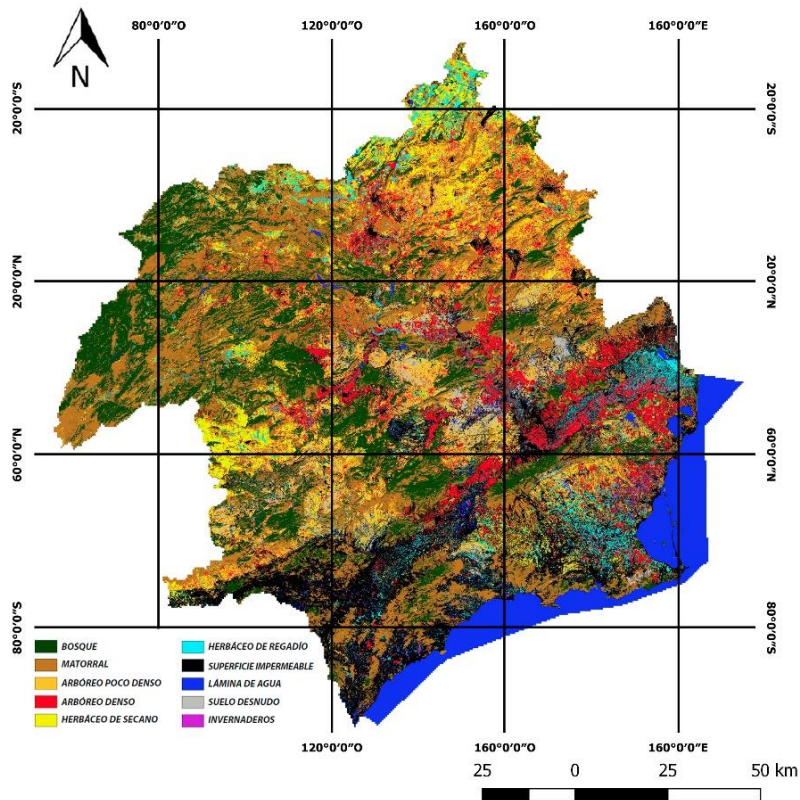 80°0'0"O 120°0'0"O 160°0'0"O 160°0'0"E
N
20°0'0"S 20°0'0"S
20°0'0"N 20°0'0"N
60°0'0"N 60°0'0"N
80°0'0"S 80°0'0"S
BOSQUE
MATORRAL
ARBÓREO POCO DENSO
ARBÓREO DENSO
HERBÁCEO DE SECANO
HERBÁCEO DE REGADÍO
SUPERFICIE IMPERMEABLE
LÁMINA DE AGUA
SUELO DESNUDO
INVERNADEROS
120°0'0"O 160°0'0"O 160°0'0"E
25 0 25 50 km